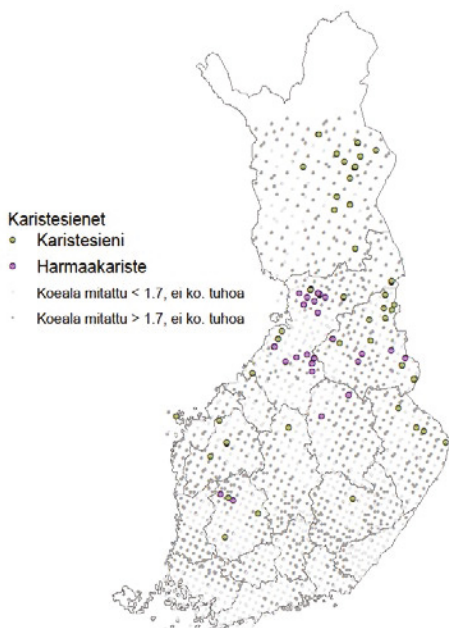 Karistesienet
Karistesieni
Harmaakariste
Koeala mitattu < 1.7, ei ko. tuhoa
Koeala mitattu > 1.7, ei ko. tuhoa